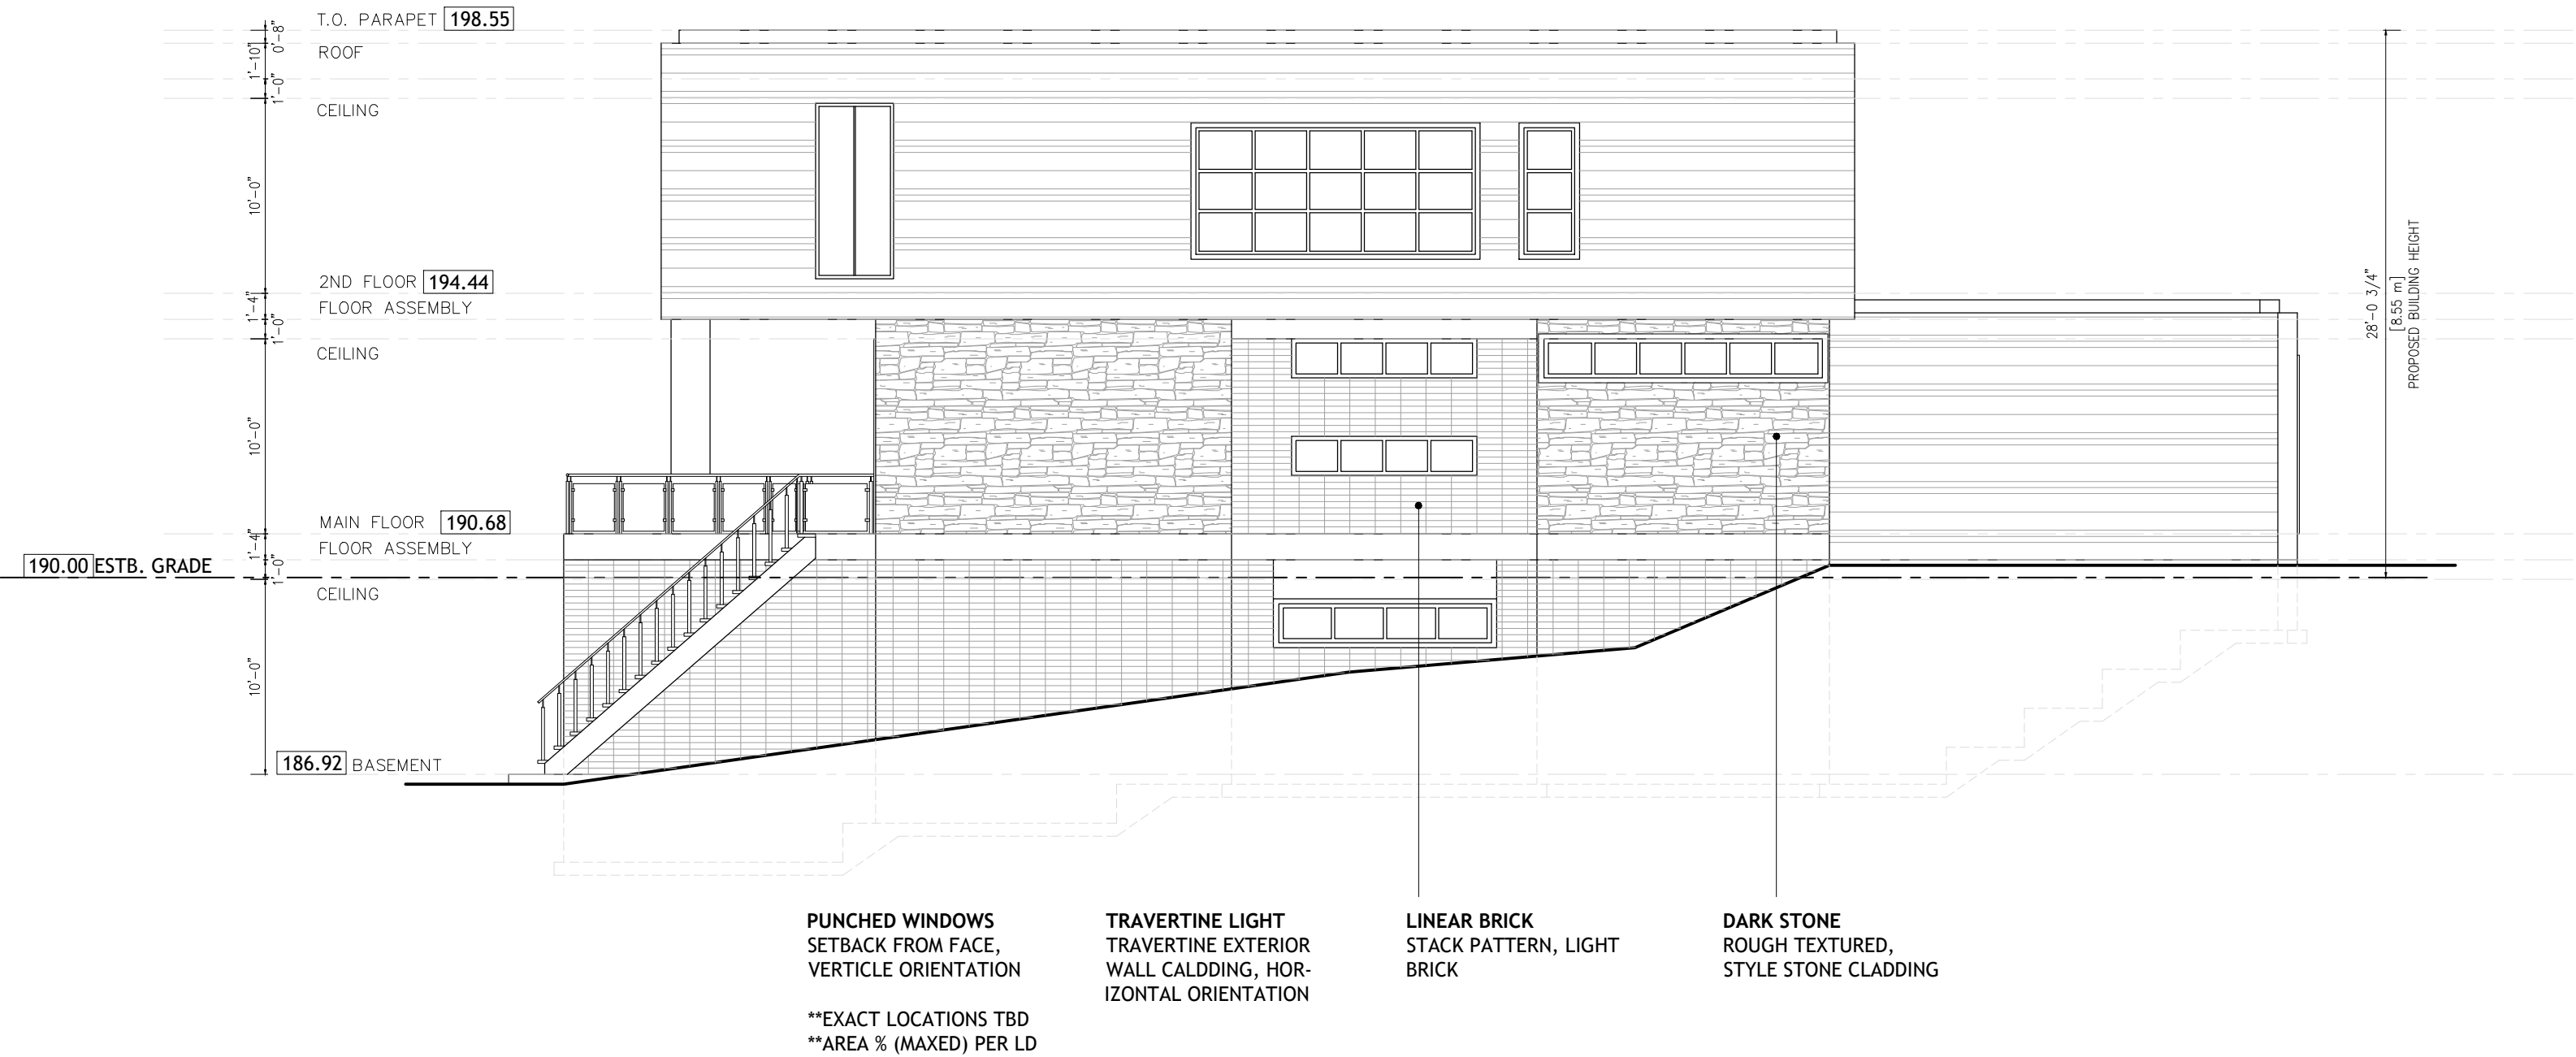 T.O. PARAPET 198.55
0'-8"
ROOF
1'-10"
1'-0"
CEILING
10'-0"
2ND FLOOR 194.44
1'-4"
FLOOR ASSEMBLY
1'-0"
CEILING
10'-0"
MAIN FLOOR 190.68
1'-4"
FLOOR ASSEMBLY
190.00 ESTB. GRADE
1'-0"
CEILING
10'-0"
186.92 BASEMENT
28'-0 3/4"
[8.55 m]
PROPOSED BUILDING HEIGHT
PUNCHED WINDOWS
SETBACK FROM FACE,
VERTICLE ORIENTATION
**EXACT LOCATIONS TBD
**AREA % (MAXED) PER LD
TRAVERTINE LIGHT
TRAVERTINE EXTERIOR
WALL CALDDING, HOR-
IZONTAL ORIENTATION
LINEAR BRICK
STACK PATTERN, LIGHT
BRICK
DARK STONE
ROUGH TEXTURED,
STYLE STONE CLADDING